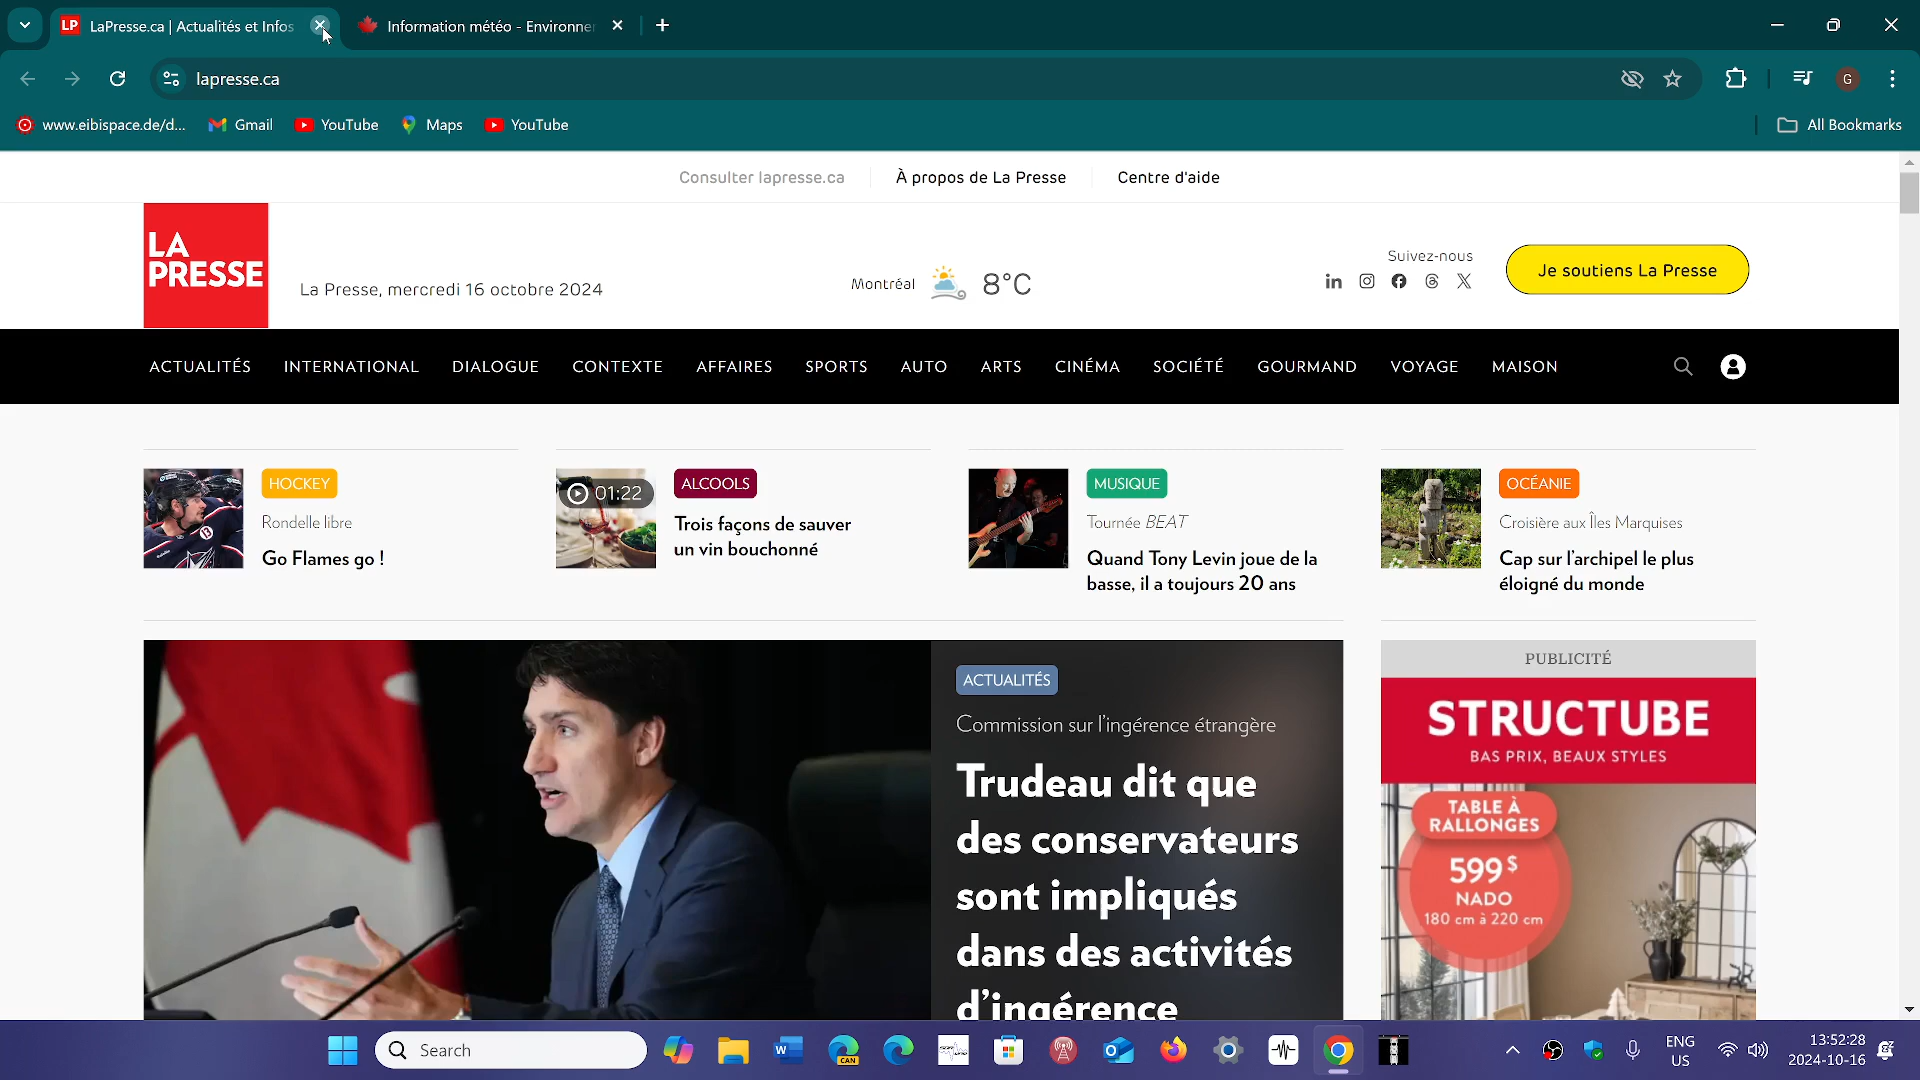 LaPresse.ca | Actualités et Infos
Information météo - Environne
lapresse.ca
G
www.eibispace.de/d...
Gmail
YouTube
Maps
YouTube
All Bookmarks
Consulter lapresse.ca
À propos de La Presse
Centre d'aide
LA
PRESSE
La Presse, mercredi 16 octobre 2024
Montréal
8°C
Suivez-nous
Je soutiens La Presse
ACTUALITÉS
INTERNATIONAL
DIALOGUE
CONTEXTE
AFFAIRES
SPORTS
AUTO
ARTS
CINÉMA
SOCIÉTÉ
GOURMAND
VOYAGE
MAISON
HOCKEY
Rondelle libre
Go Flames go !
01:22
ALCOOLS
Trois façons de sauver
un vin bouchonné
MUSIQUE
Tournée BEAT
Quand Tony Levin joue de la
basse, il a toujours 20 ans
OCÉANIE
Croisière aux Îles Marquises
Cap sur l'archipel le plus
éloigné du monde
ACTUALITÉS
Commission sur l'ingérence étrangère
Trudeau dit que
des conservateurs
sont impliqués
dans des activités
d'ingérence
PUBLICITÉ
STRUCTUBE
BAS PRIX, BEAUX STYLES
TABLE À
RALLONGES
599$
NADO
180 cm à 220 cm
Search
CAN
ENG
US
13:52:28
2024-10-16